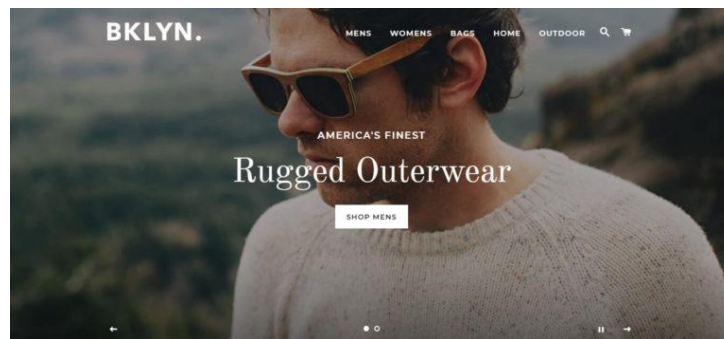 BKLYN.
MENS WOMENS BAGS HOME OUTDOOR
AMERICA'S FINEST
Rugged Outerwear
SHOP MENS